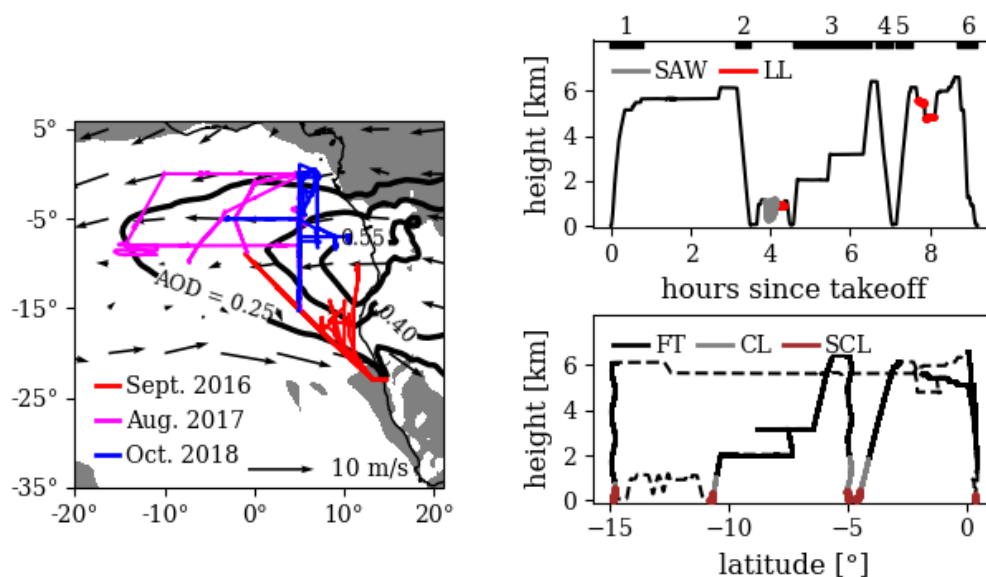 5°
-5°
-15°
-25°
-35°
-20°
-10°
0°
10°
20°
AOD = 0.25
0.55
0.40
Sept. 2016
Aug. 2017
Oct. 2018
10 m/s
1 2 3 4 5 6
SAW LL
height [km]
6
4
2
0
0 2 4 6 8
hours since takeoff
FT CL SCL
height [km]
6
4
2
0
−15 −10 −5 0
latitude [°]